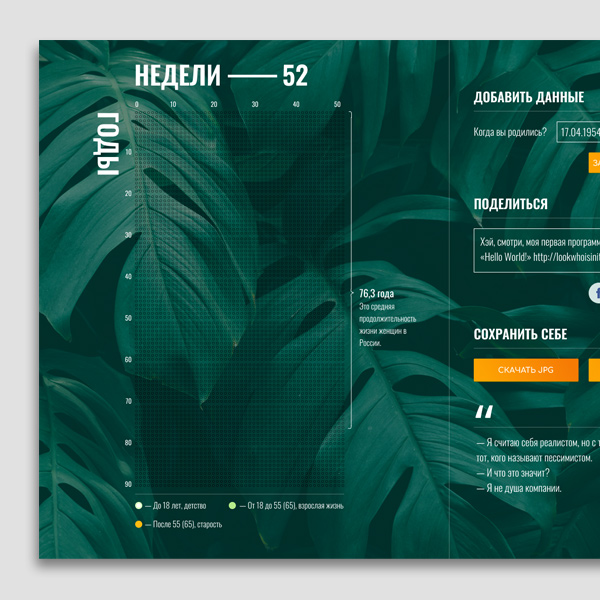 НЕДЕЛИ — 52
0 10 20 30 40 50
ГОДЫ
10
20
30
40
50
60
70
80
90
76,3 года
Это средняя
продолжительность
жизни женщин в
России.
— До 18 лет, детство
— От 18 до 55 (65), взрослая жизнь
— После 55 (65), старость
ДОБАВИТЬ ДАННЫЕ
Когда вы родились? 17.04.1954
ПОДЕЛИТЬСЯ
Хэй, смотри, моя первая
«Hello World!»
СОХРАНИТЬ СЕБЕ
СКАЧАТЬ JPG
“
— Я считаю себя реалистом, но с
тот, кого называют пессимистом.
— И что это значит?
— Я не душа компании.